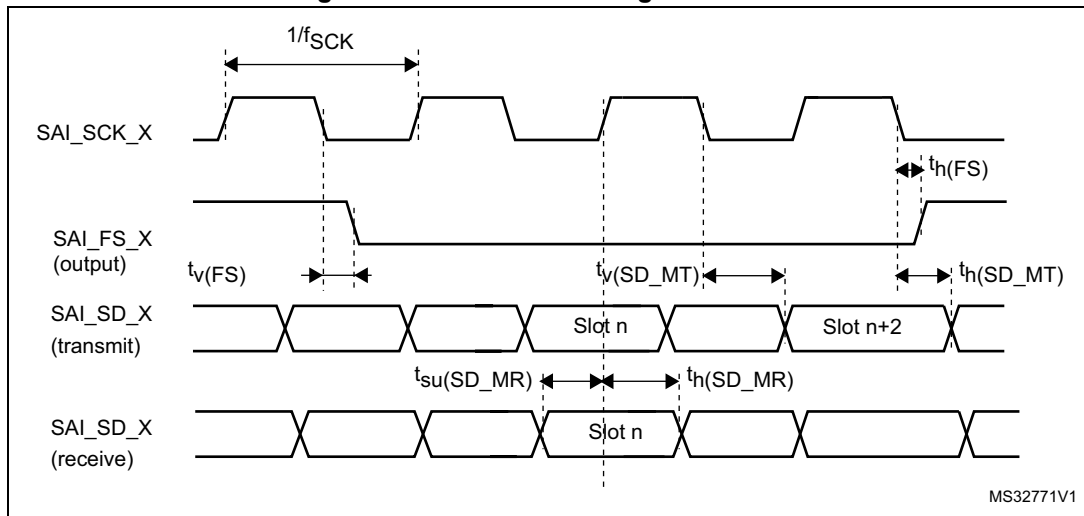 1/fSCK
SAI_SCK_X
th(FS)
SAI_FS_X
(output)
tv(FS)
tv(SD_MT)
th(SD_MT)
SAI_SD_X
(transmit)
Slot n
Slot n+2
tsu(SD_MR)
th(SD_MR)
SAI_SD_X
(receive)
Slot n
MS32771V1